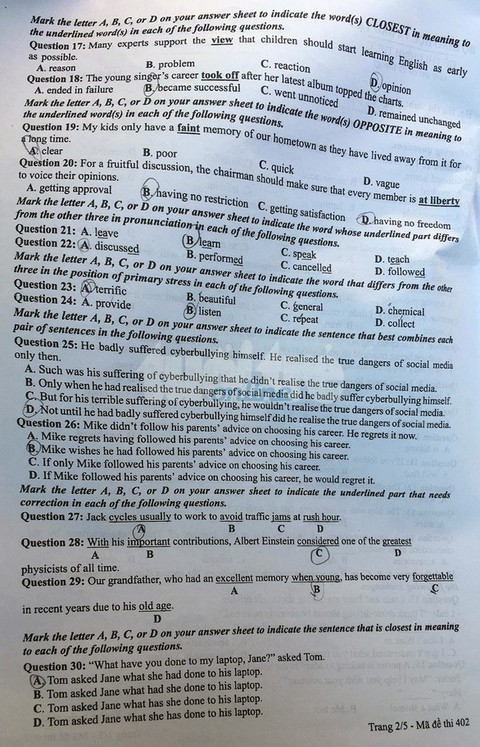 Mark the letter A, B, C, or D on your answer sheet to indicate the word(s) CLOSEST in meaning to
the underlined word(s) in each of the following questions.
Question 17: Many experts support the view that children should start learning English as early
as possible.
A. reason B. problem C. reaction D. opinion
Question 18: The young singer's career took off after her latest album topped the charts.
A. ended in failure B. became successful C. went unnoticed D. remained unchanged
Mark the letter A, B, C, or D on your answer sheet to indicate the word(s) OPPOSITE in meaning to
the underlined word(s) in each of the following questions.
Question 19: My kids only have a faint memory of our hometown as they have lived away from it for
a long time.
A. clear B. poor C. quick D. vague
Question 20: For a fruitful discussion, the chairman should make sure that every member is at liberty
to voice their opinions.
A. getting approval B. having no restriction C. getting satisfaction D. having no freedom
Mark the letter A, B, C, or D on your answer sheet to indicate the word whose underlined part differs
from the other three in pronunciation in each of the following questions.
Question 21: A. leave B. learn C. speak D. teach
Question 22: A. discussed B. performed C. cancelled D. followed
Mark the letter A, B, C, or D on your answer sheet to indicate the word that differs from the other
three in the position of primary stress in each of the following questions.
Question 23: A. terrific B. beautiful C. general D. chemical
Question 24: A. provide B. listen C. repeat D. collect
Mark the letter A, B, C, or D on your answer sheet to indicate the sentence that best combines each
pair of sentences in the following questions.
Question 25: He badly suffered cyberbullying himself. He realised the true dangers of social media
only then.
A. Such was his suffering of cyberbullying that he didn't realise the true dangers of social media.
B. Only when he had realised the true dangers of social media did he badly suffer cyberbullying himself.
C. But for his terrible suffering of cyberbullying, he wouldn't realise the true dangers of social media.
D. Not until he had badly suffered cyberbullying himself did he realise the true dangers of social media.
Question 26: Mike didn't follow his parents' advice on choosing his career. He regrets it now.
A. Mike regrets having followed his parents' advice on choosing his career.
B. Mike wishes he had followed his parents' advice on choosing his career.
C. If only Mike followed his parents' advice on choosing his career.
D. If Mike followed his parents' advice on choosing his career, he would regret it.
Mark the letter A, B, C, or D on your answer sheet to indicate the underlined part that needs
correction in each of the following questions.
Question 27: Jack cycles usually to work to avoid traffic jams at rush hour.
A B C D
Question 28: With his important contributions, Albert Einstein considered one of the greatest
A B C D
physicists of all time.
Question 29: Our grandfather, who had an excellent memory when young, has become very forgettable
A B C
in recent years due to his old age.
D
Mark the letter A, B, C, or D on your answer sheet to indicate the sentence that is closest in meaning
to each of the following questions.
Question 30: “What have you done to my laptop, Jane?” asked Tom.
A. Tom asked Jane what she had done to his laptop.
B. Tom asked Jane what had she done to his laptop.
C. Tom asked Jane what has she done to his laptop.
D. Tom asked Jane what she has done to his laptop.
Trang 2/5 - Mã đề thi 402